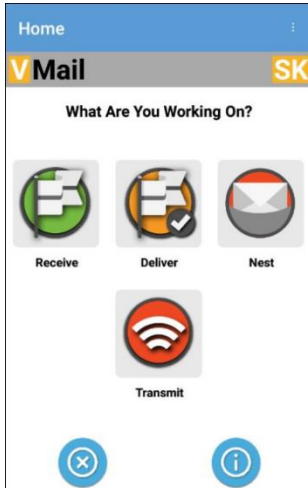 Home
VMail SK
What Are You Working On?
Receive Deliver Nest
Transmit